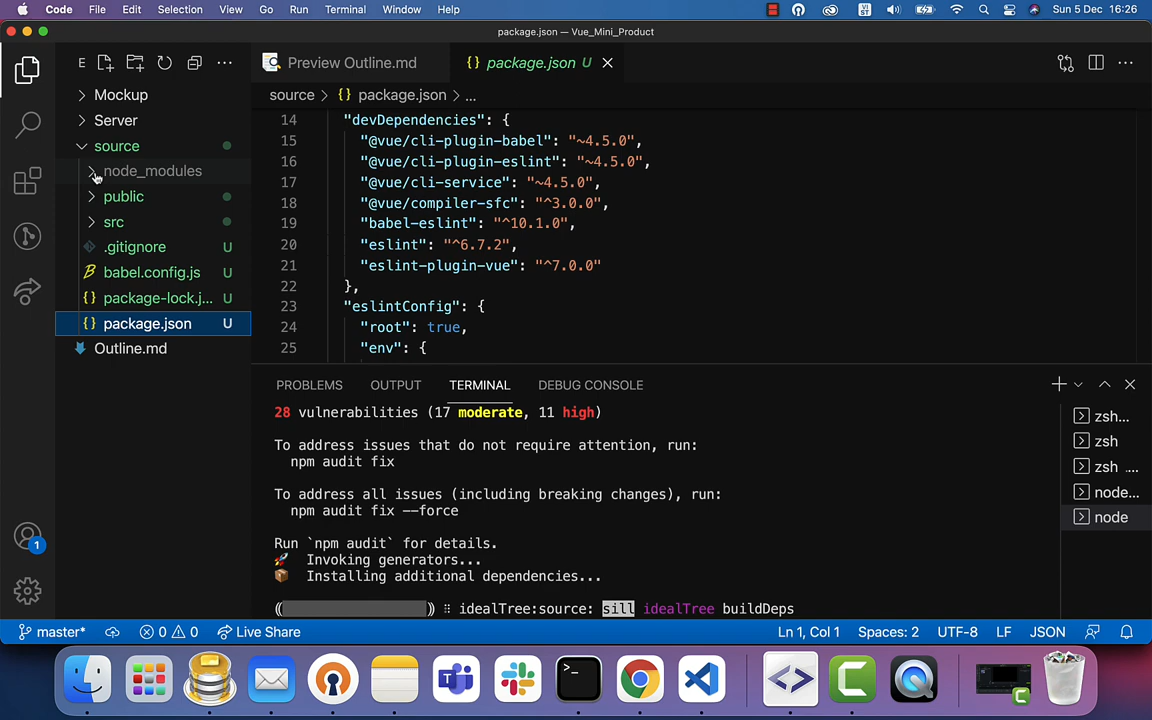 Code File Edit Selection View Go Run Terminal Window Help Sun 5 Dec 16:26
package.json — Vue_Mini_Product
E
Preview Outline.md
{} package.json U
Mockup
Server
source
node_modules
public
src
.gitignore U
babel.config.js U
{} package-lock.j... U
{} package.json U
Outline.md
source > {} package.json > ...
14 "devDependencies": {
15 "@vue/cli-plugin-babel": "~4.5.0",
16 "@vue/cli-plugin-eslint": "~4.5.0",
17 "@vue/cli-service": "~4.5.0",
18 "@vue/compiler-sfc": "^3.0.0",
19 "babel-eslint": "^10.1.0",
20 "eslint": "^6.7.2",
21 "eslint-plugin-vue": "^7.0.0"
22 },
23 "eslintConfig": {
24 "root": true,
25 "env": {
PROBLEMS OUTPUT TERMINAL DEBUG CONSOLE
28 vulnerabilities (17 moderate, 11 high)
To address issues that do not require attention, run:
npm audit fix
To address all issues (including breaking changes), run:
npm audit fix --force
Run `npm audit` for details.
Invoking generators...
Installing additional dependencies...
idealTree:source: sill idealTree buildDeps
zsh...
zsh
zsh ...
node...
node
1
master* 0 0 Live Share Ln 1, Col 1 Spaces: 2 UTF-8 LF JSON